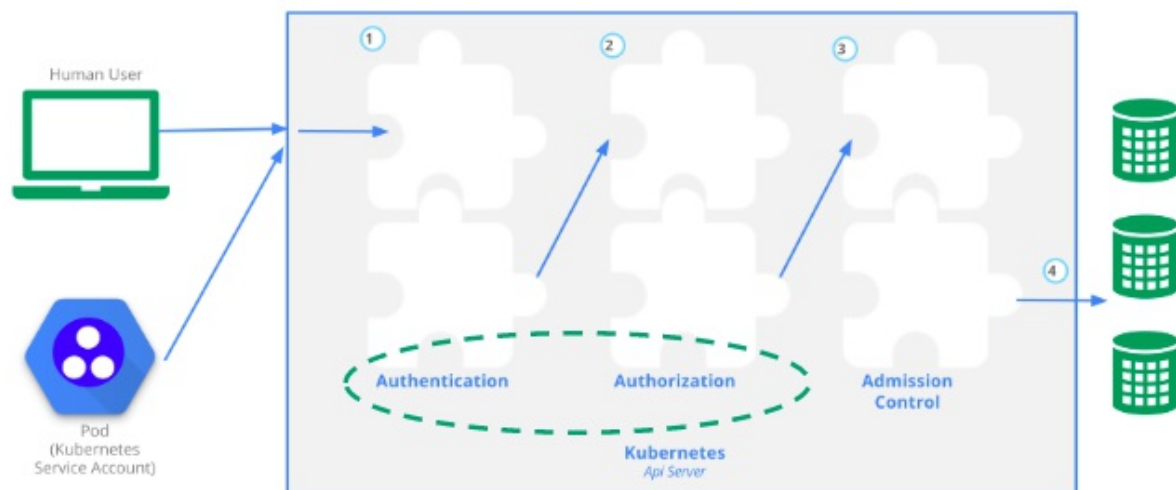 1
2
3
Human User
4
Authentication
Authorization
Admission
Control
Pod
(Kubernetes
Service Account)
Kubernetes
Api Server